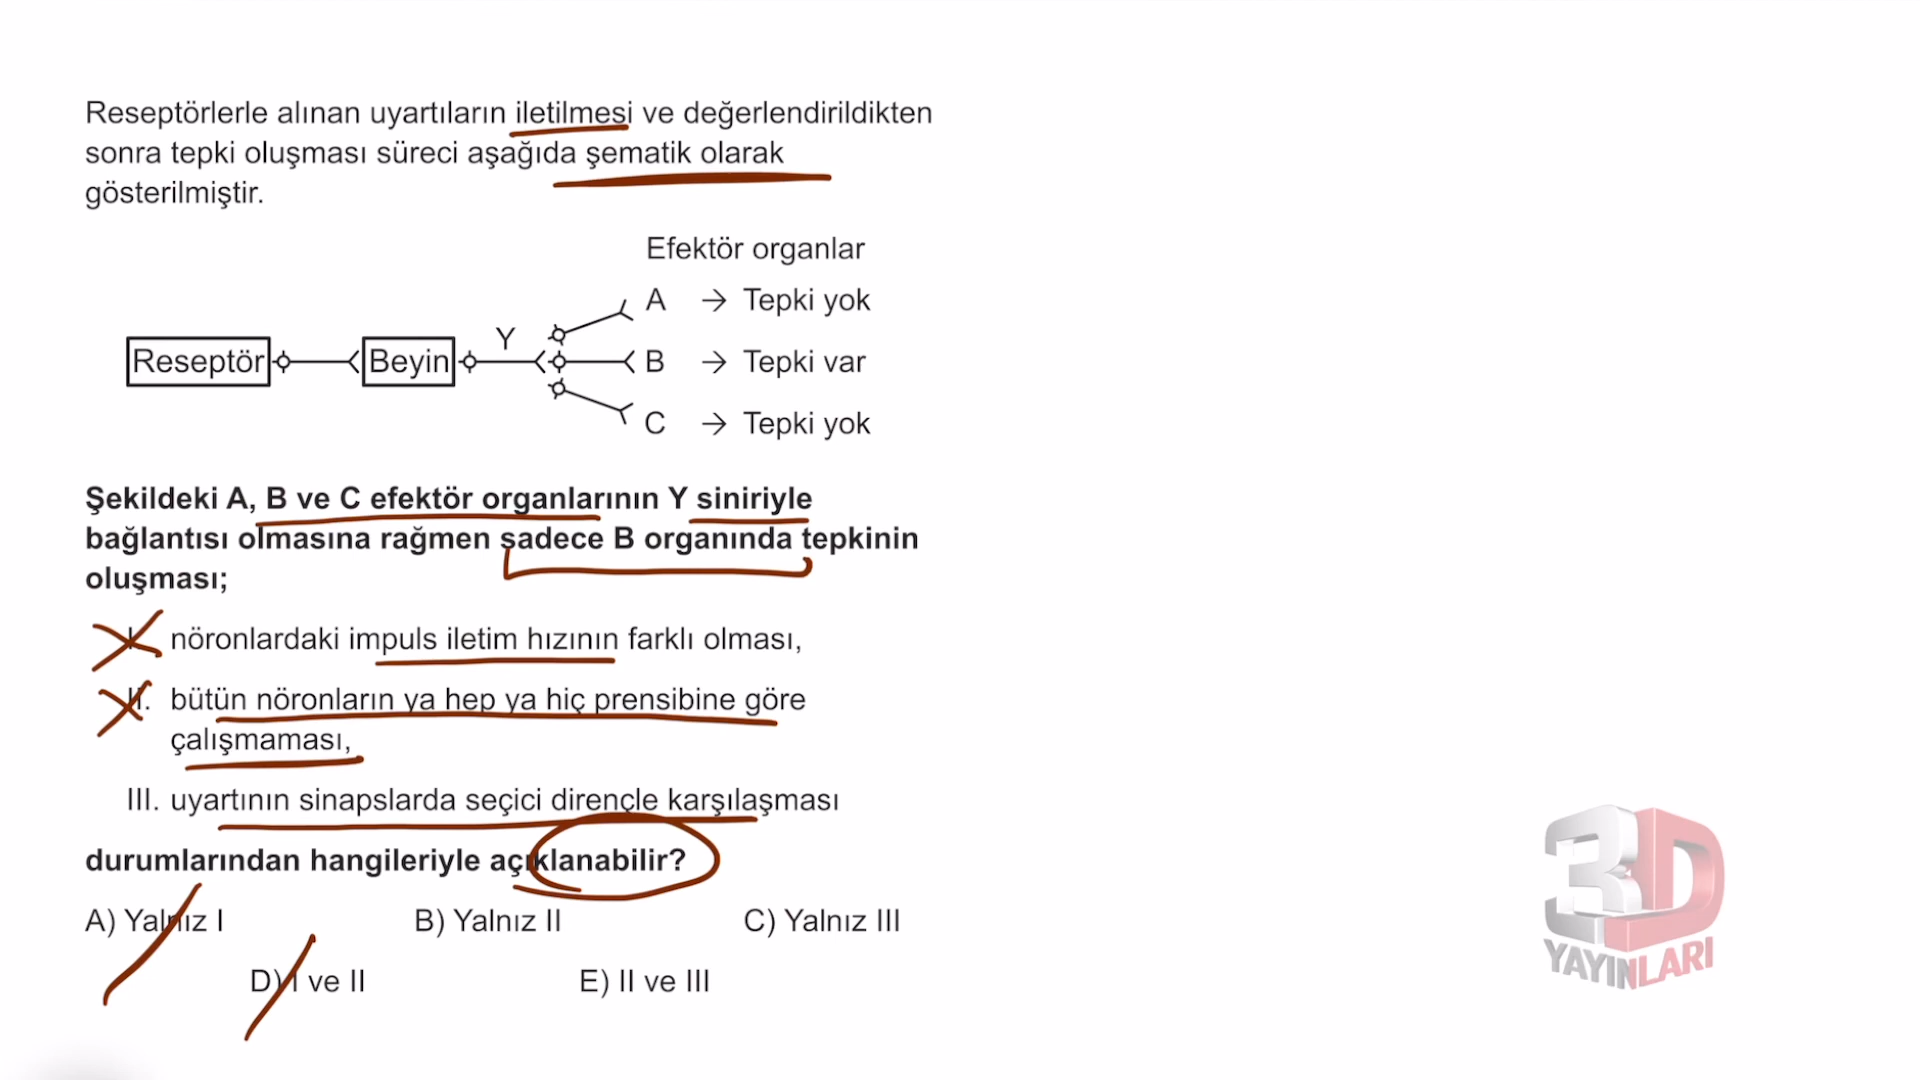 Reseptörlerle alınan uyartıların iletilmesi ve değerlendirildikten
sonra tepki oluşması süreci aşağıda şematik olarak
gösterilmiştir.
Efektör organlar
A → Tepki yok
Y
Reseptör Beyin B → Tepki var
C → Tepki yok
Şekildeki A, B ve C efektör organlarının Y siniriyle
bağlantısı olmasına rağmen sadece B organında tepkinin
oluşması;
I. nöronlardaki impuls iletim hızının farklı olması,
II. bütün nöronların ya hep ya hiç prensibine göre
çalışmaması,
III. uyartının sinapslarda seçici dirençle karşılaşması
durumlarından hangileriyle açıklanabilir?
A) Yalnız I B) Yalnız II C) Yalnız III
D) I ve II E) II ve III
3D
YAYINLARI